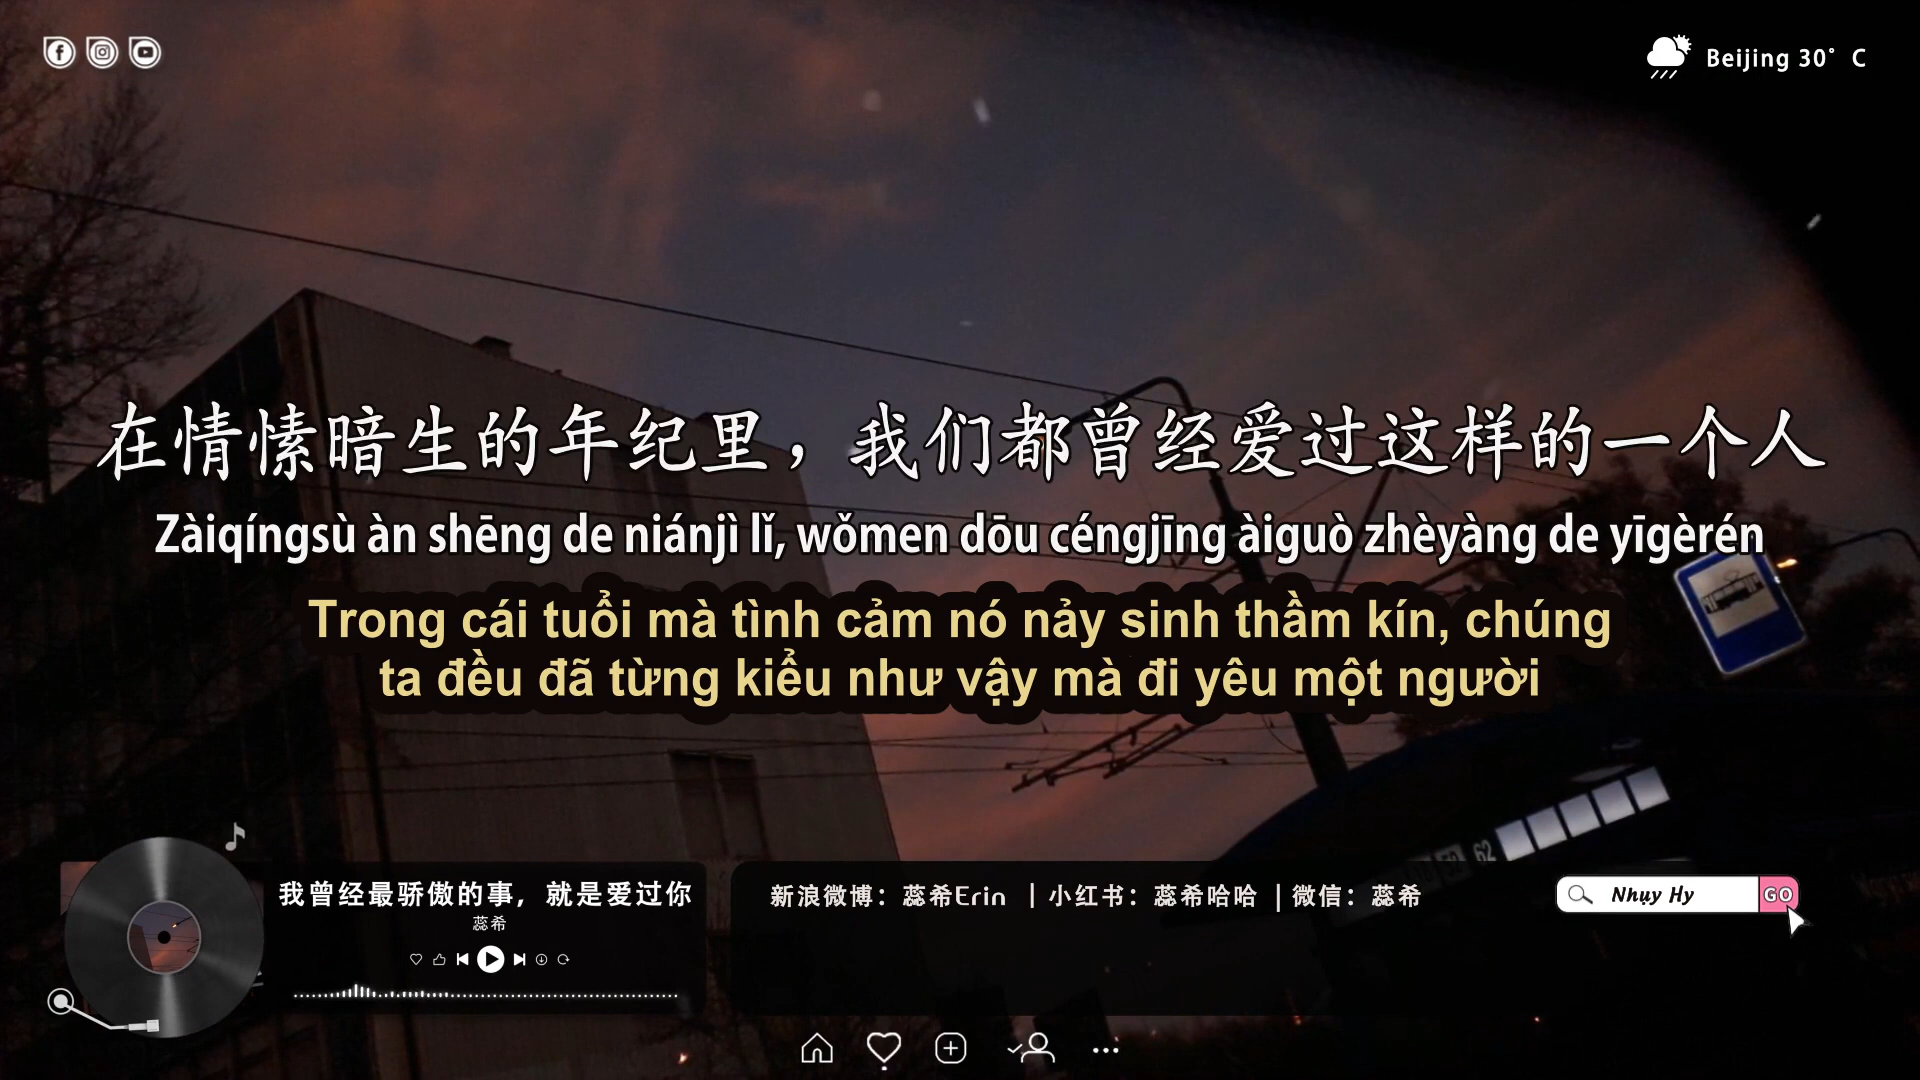 Beijing 30° C
在情愫暗生的年纪里，我们都曾经爱过这样的一个人
Zàiqíngsù àn shēng de niánjì lǐ, wǒmen dōu céngjīng àiguò zhèyàng de yīgèrén
Trong cái tuổi mà tình cảm nó nảy sinh thầm kín, chúng
ta đều đã từng kiểu như vậy mà đi yêu một người
62
我曾经最骄傲的事，就是爱过你
蕊希
新浪微博：蕊希Erin ｜小红书：蕊希哈哈 ｜微信：蕊希
Nhụy Hy GO